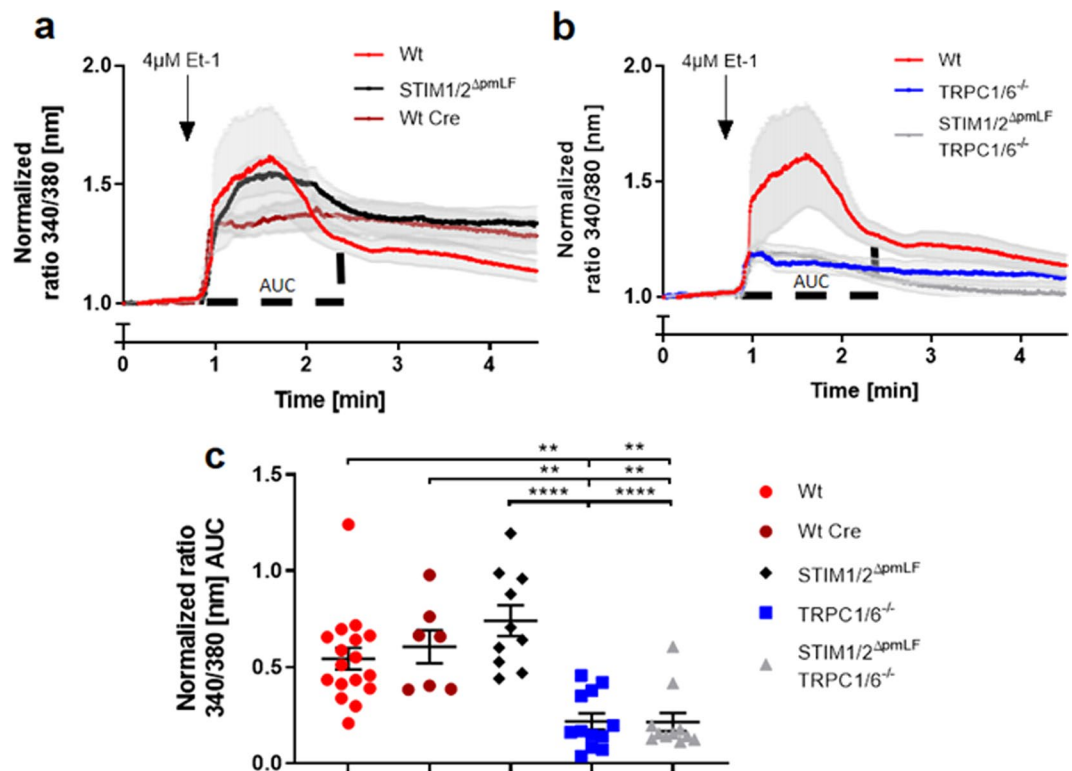 a
4µM Et-1
Wt
STIM1/2ΔpmLF
Wt Cre
2.0
1.5
1.0
Normalized
ratio 340/380 [nm]
AUC
0 1 2 3 4
Time [min]
b
4µM Et-1
Wt
TRPC1/6-/-
STIM1/2ΔpmLF
TRPC1/6-/-
2.0
1.5
1.0
Normalized
ratio 340/380 [nm]
AUC
0 1 2 3 4
Time [min]
c
** **
** **
**** ****
1.5
1.0
0.5
0.0
Normalized ratio
340/380 [nm] AUC
Wt
Wt Cre
STIM1/2ΔpmLF
TRPC1/6-/-
STIM1/2ΔpmLF
TRPC1/6-/-